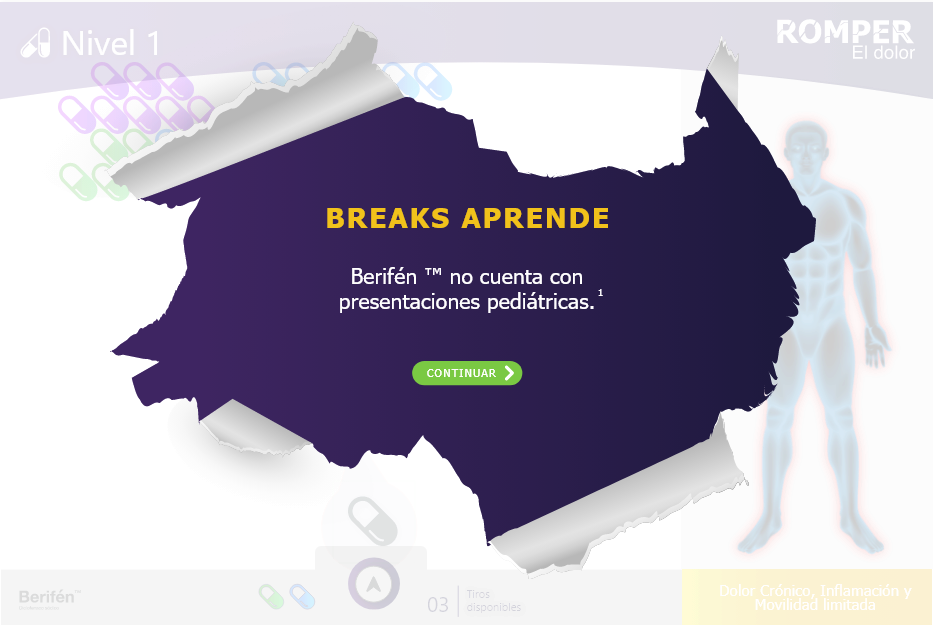 Nivel 1
ROMPER
El dolor
BREAKS APRENDE
Berifén ™ no cuenta con
presentaciones pediátricas.¹
CONTINUAR
Berifén™
03
Tiros
disponibles
Dolor Crónico, Inflamación y
Movilidad limitada